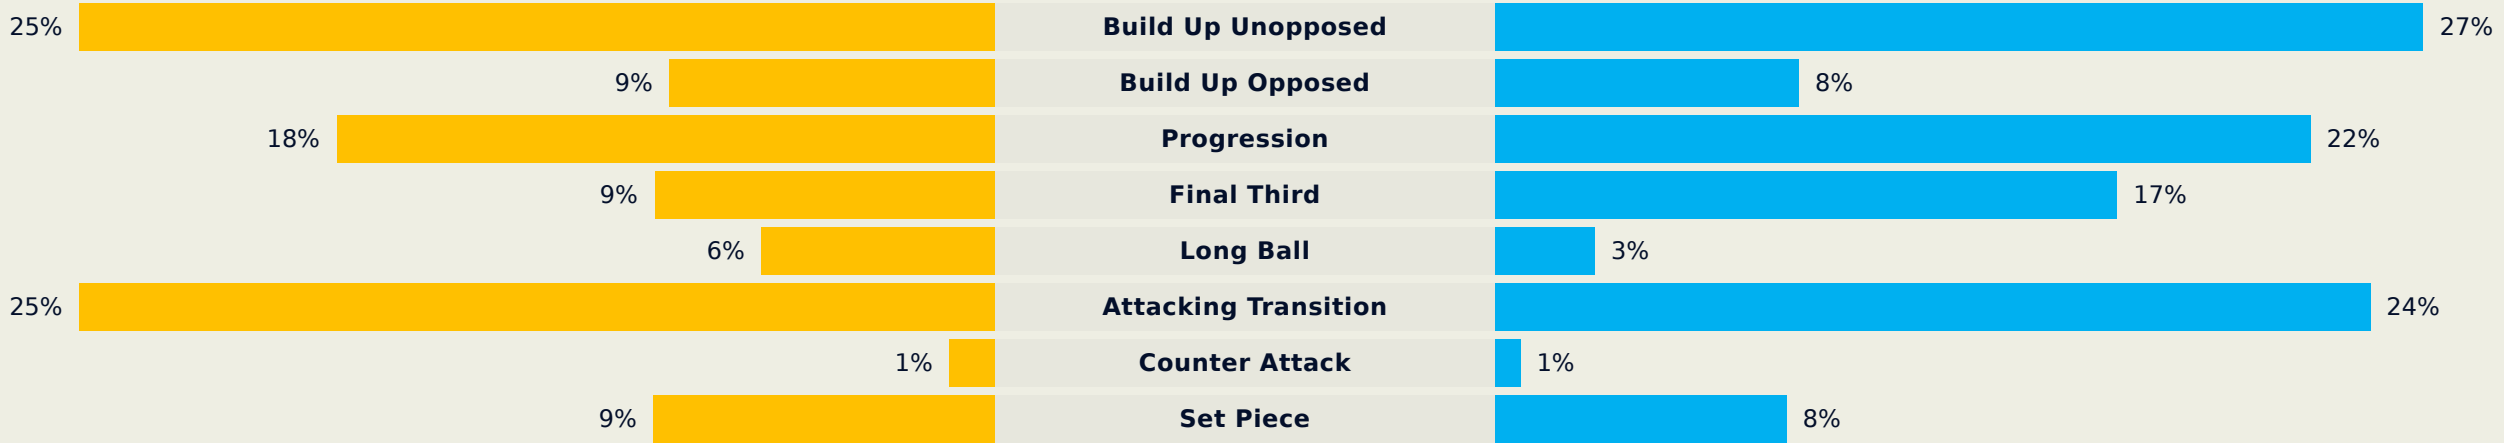 25% Build Up Unopposed 27%
9% Build Up Opposed 8%
18% Progression 22%
9% Final Third 17%
6% Long Ball 3%
25% Attacking Transition 24%
1% Counter Attack 1%
9% Set Piece 8%